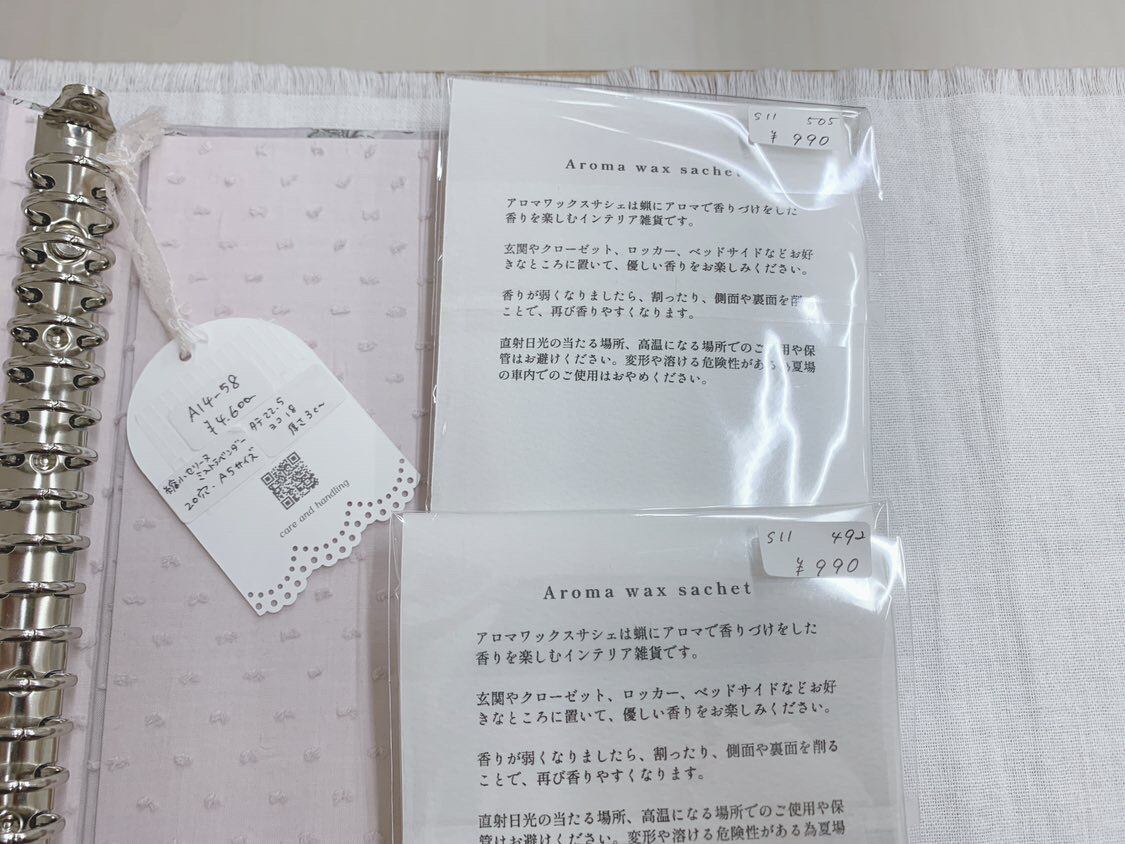 A14-58
¥4,600
タテ22.5
ヨコ18
厚さ3cm
ミストラベンダー
20穴、A5サイズ
care and handling
S11 505
¥990
Aroma wax sachet
アロマワックスサシェは蝋にアロマで香りづけをした
香りを楽しむインテリア雑貨です。
玄関やクローゼット、ロッカー、ベッドサイドなどお好
きなところに置いて、優しい香りをお楽しみください。
香りが弱くなりましたら、割ったり、側面や裏面を削
ことで、再び香りやすくなります。
直射日光の当たる場所、高温になる場所でのご使用や保
管はお避けください。変形や溶ける危険性がある為夏場
の車内でのご使用はおやめください。
S11 492
¥990
Aroma wax sachet
アロマワックスサシェは蝋にアロマで香りづけをした
香りを楽しむインテリア雑貨です。
玄関やクローゼット、ロッカー、ベッドサイドなどお好
きなところに置いて、優しい香りをお楽しみください。
香りが弱くなりましたら、割ったり、側面や裏面を削る
ことで、再び香りやすくなります。
直射日光の当たる場所、高温になる場所でのご使用や保
管はお避けください。変形や溶ける危険性がある為夏場